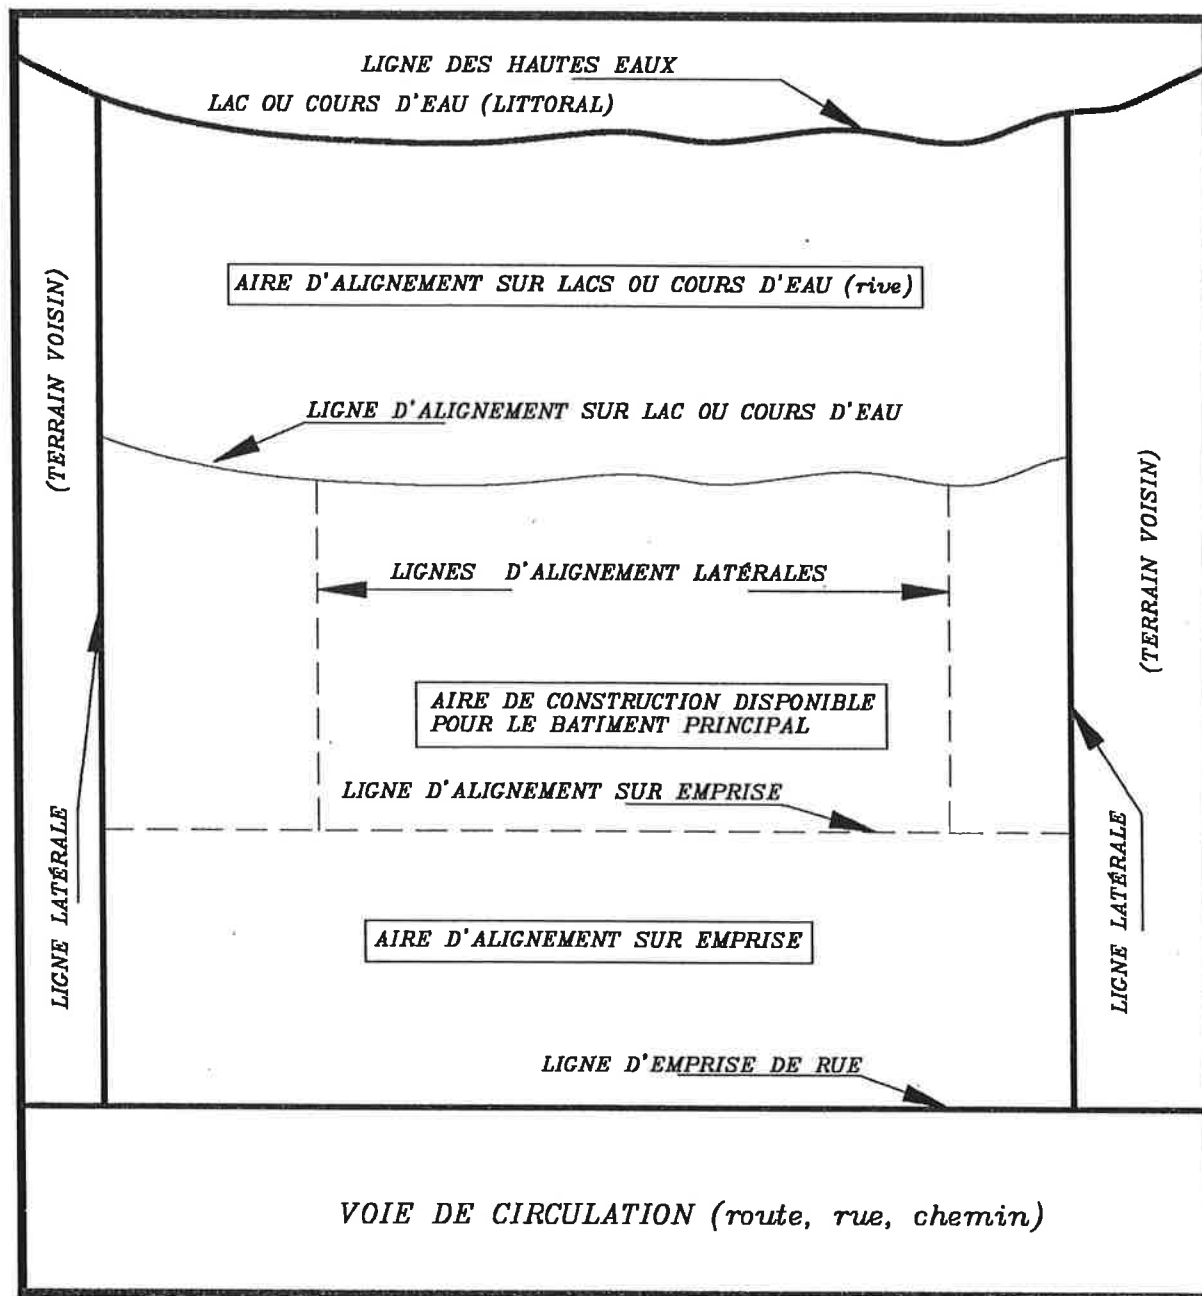 LIGNE DES HAUTES EAUX
LAC OU COURS D'EAU (LITTORAL)
AIRE D'ALIGNEMENT SUR LACS OU COURS D'EAU (rive)
(TERRAIN VOISIN)
LIGNE D'ALIGNEMENT SUR LAC OU COURS D'EAU
(TERRAIN VOISIN)
LIGNES D'ALIGNEMENT LATÉRALES
AIRE DE CONSTRUCTION DISPONIBLE
POUR LE BATIMENT PRINCIPAL
LIGNE D'ALIGNEMENT SUR EMPRISE
LIGNE LATÉRALE
LIGNE LATÉRALE
AIRE D'ALIGNEMENT SUR EMPRISE
LIGNE D'EMPRISE DE RUE
VOIE DE CIRCULATION (route, rue, chemin)